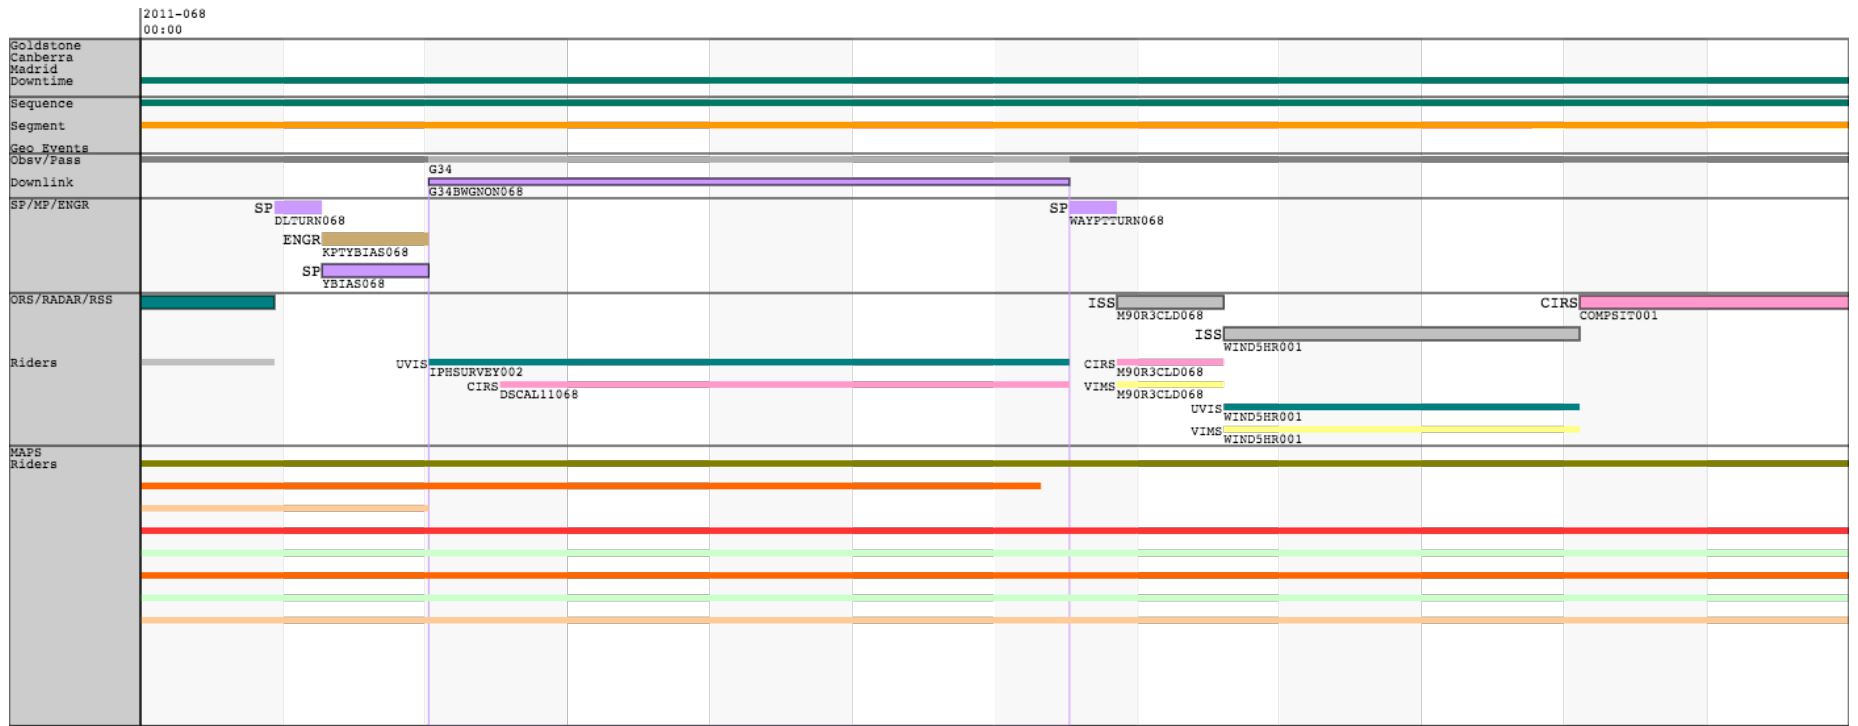 2011-068
00:00
Goldstone
Canberra
Madrid
Downtime
Sequence
Segment
Geo Events
Obsv/Pass
G34
Downlink
G34BWGNON068
SP/MP/ENGR
SP
SP
DLTURN068
WAYPTTURN068
ENGR
KPTYBIAS068
SP
YBIAS068
ORS/RADAR/RSS
ISS
CIRS
M90R3CLD068
COMPSIT001
ISS
WIND5HR001
Riders
UVIS
CIRS
IPHSURVEY002
M90R3CLD068
CIRS
VIMS
DSCAL11068
M90R3CLD068
UVIS
WIND5HR001
VIMS
WIND5HR001
MAPS
Riders